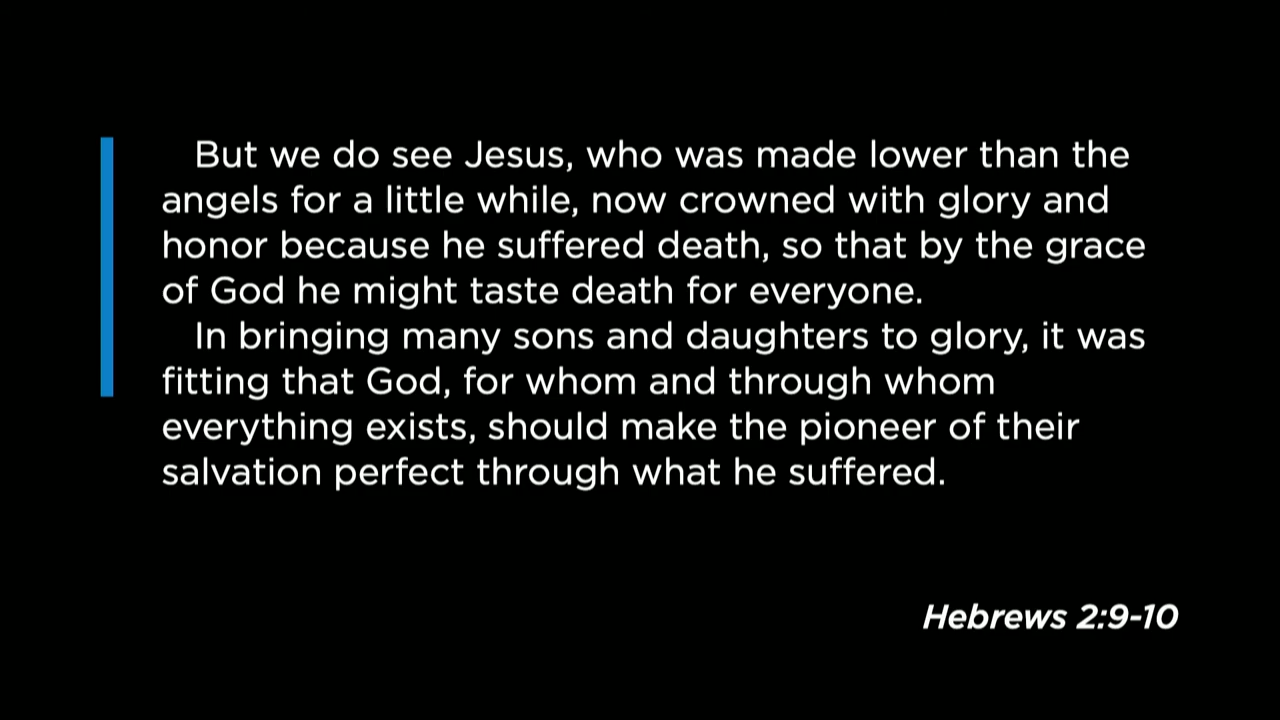 But we do see Jesus, who was made lower than the
angels for a little while, now crowned with glory and
honor because he suffered death, so that by the grace
of God he might taste death for everyone.
In bringing many sons and daughters to glory, it was
fitting that God, for whom and through whom
everything exists, should make the pioneer of their
salvation perfect through what he suffered.
Hebrews 2:9-10